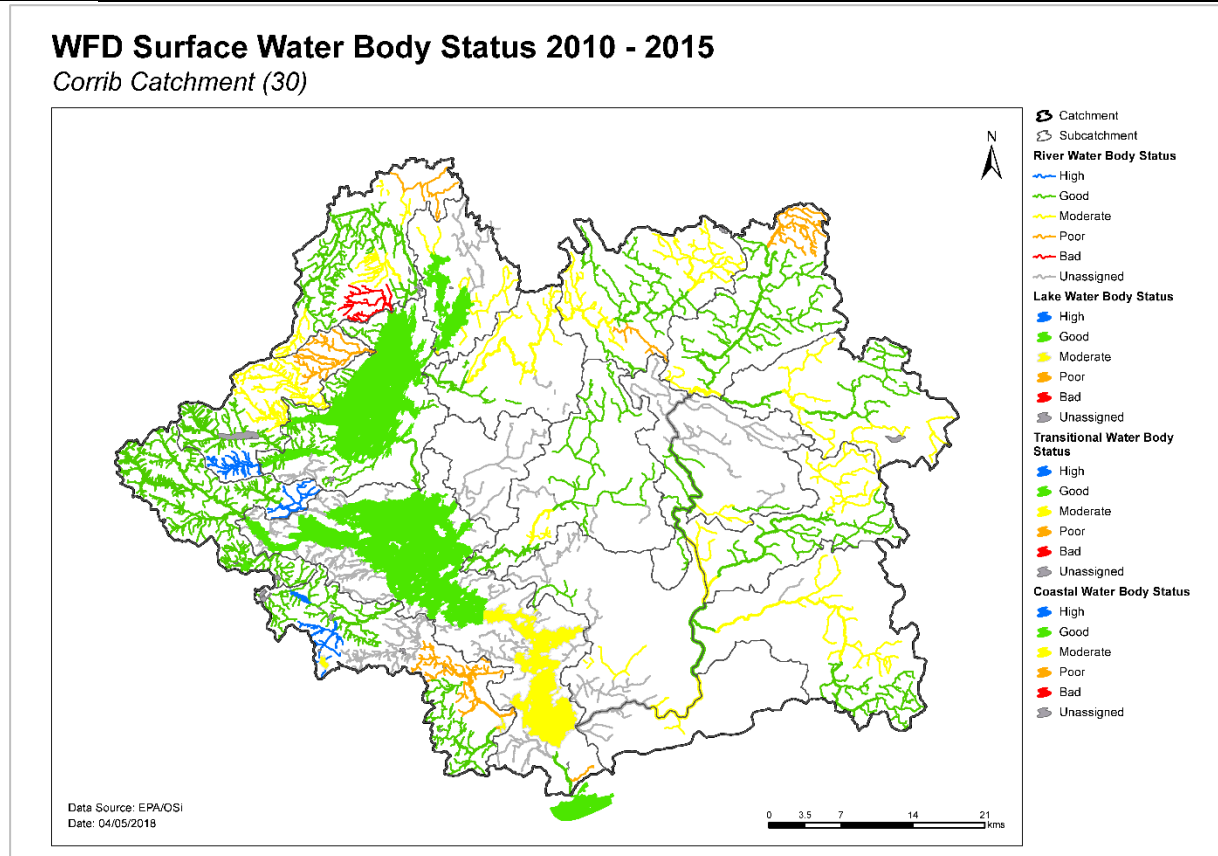 WFD Surface Water Body Status 2010 - 2015
Corrib Catchment (30)
N
Catchment
Subcatchment
River Water Body Status
High
Good
Moderate
Poor
Bad
Unassigned
Lake Water Body Status
High
Good
Moderate
Poor
Bad
Unassigned
Transitional Water Body
Status
High
Good
Moderate
Poor
Bad
Unassigned
Coastal Water Body Status
High
Good
Moderate
Poor
Bad
Unassigned
Data Source: EPA/OSi
Date: 04/05/2018
0 3.5 7 14 21
kms